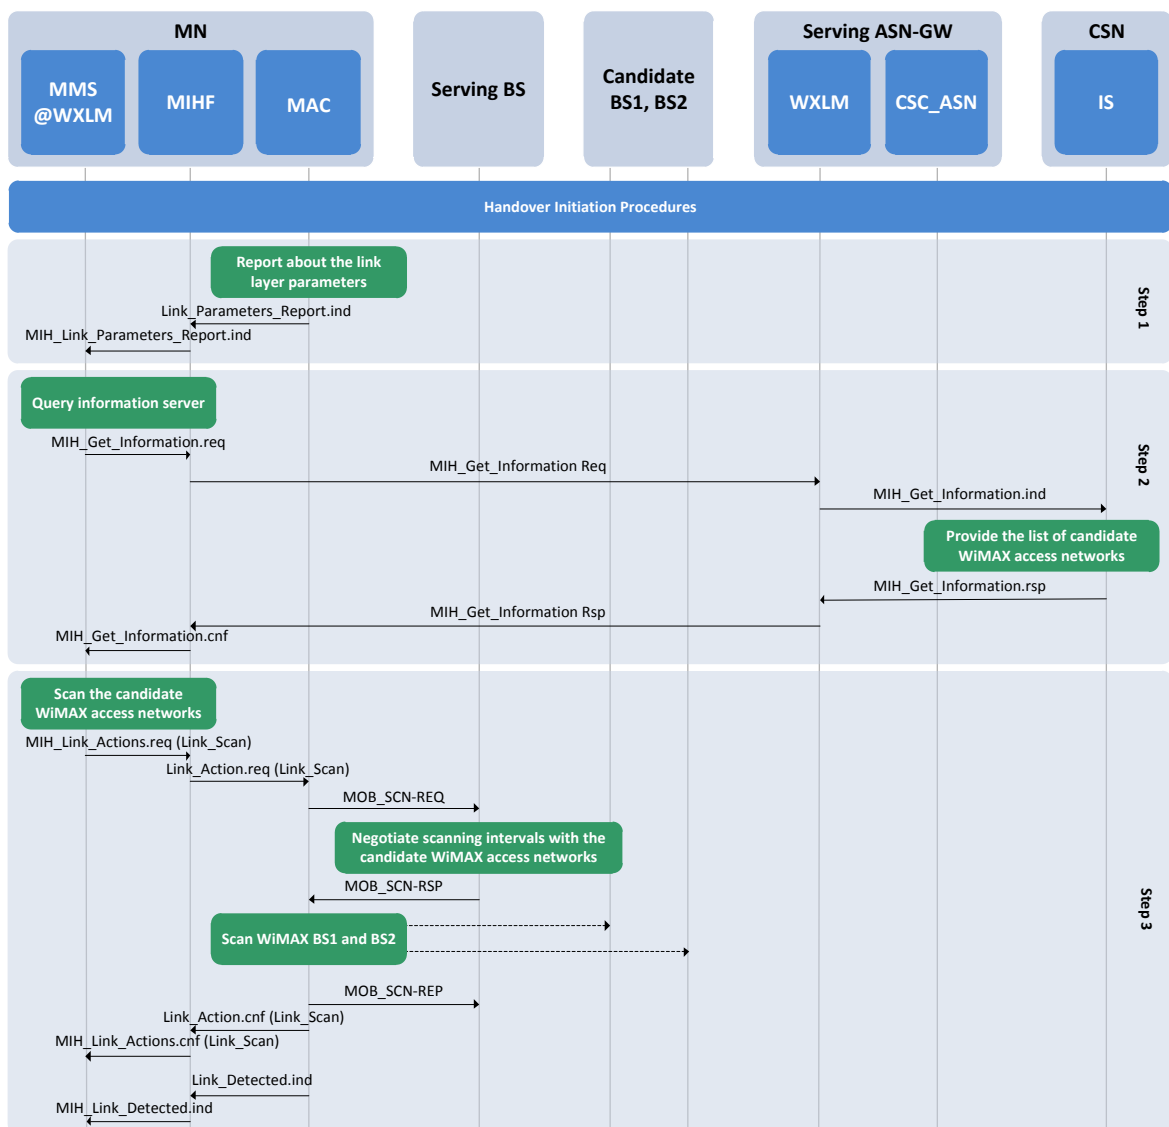 MN
Serving BS
Candidate
BS1, BS2
Serving ASN-GW
CSN
MMS
@WXLM
MIHF
MAC
WXLM
CSC_ASN
IS
Handover Initiation Procedures
Step 1
Report about the link
layer parameters
Link_Parameters_Report.ind
MIH_Link_Parameters_Report.ind
Step 2
Query information server
MIH_Get_Information.req
MIH_Get_Information Req
MIH_Get_Information.ind
Provide the list of candidate
WiMAX access networks
MIH_Get_Information.rsp
MIH_Get_Information Rsp
MIH_Get_Information.cnf
Step 3
Scan the candidate
WiMAX access networks
MIH_Link_Actions.req (Link_Scan)
Link_Action.req (Link_Scan)
MOB_SCN-REQ
Negotiate scanning intervals with the
candidate WiMAX access networks
MOB_SCN-RSP
Scan WiMAX BS1 and BS2
MOB_SCN-REP
Link_Action.cnf (Link_Scan)
MIH_Link_Actions.cnf (Link_Scan)
Link_Detected.ind
MIH_Link_Detected.ind